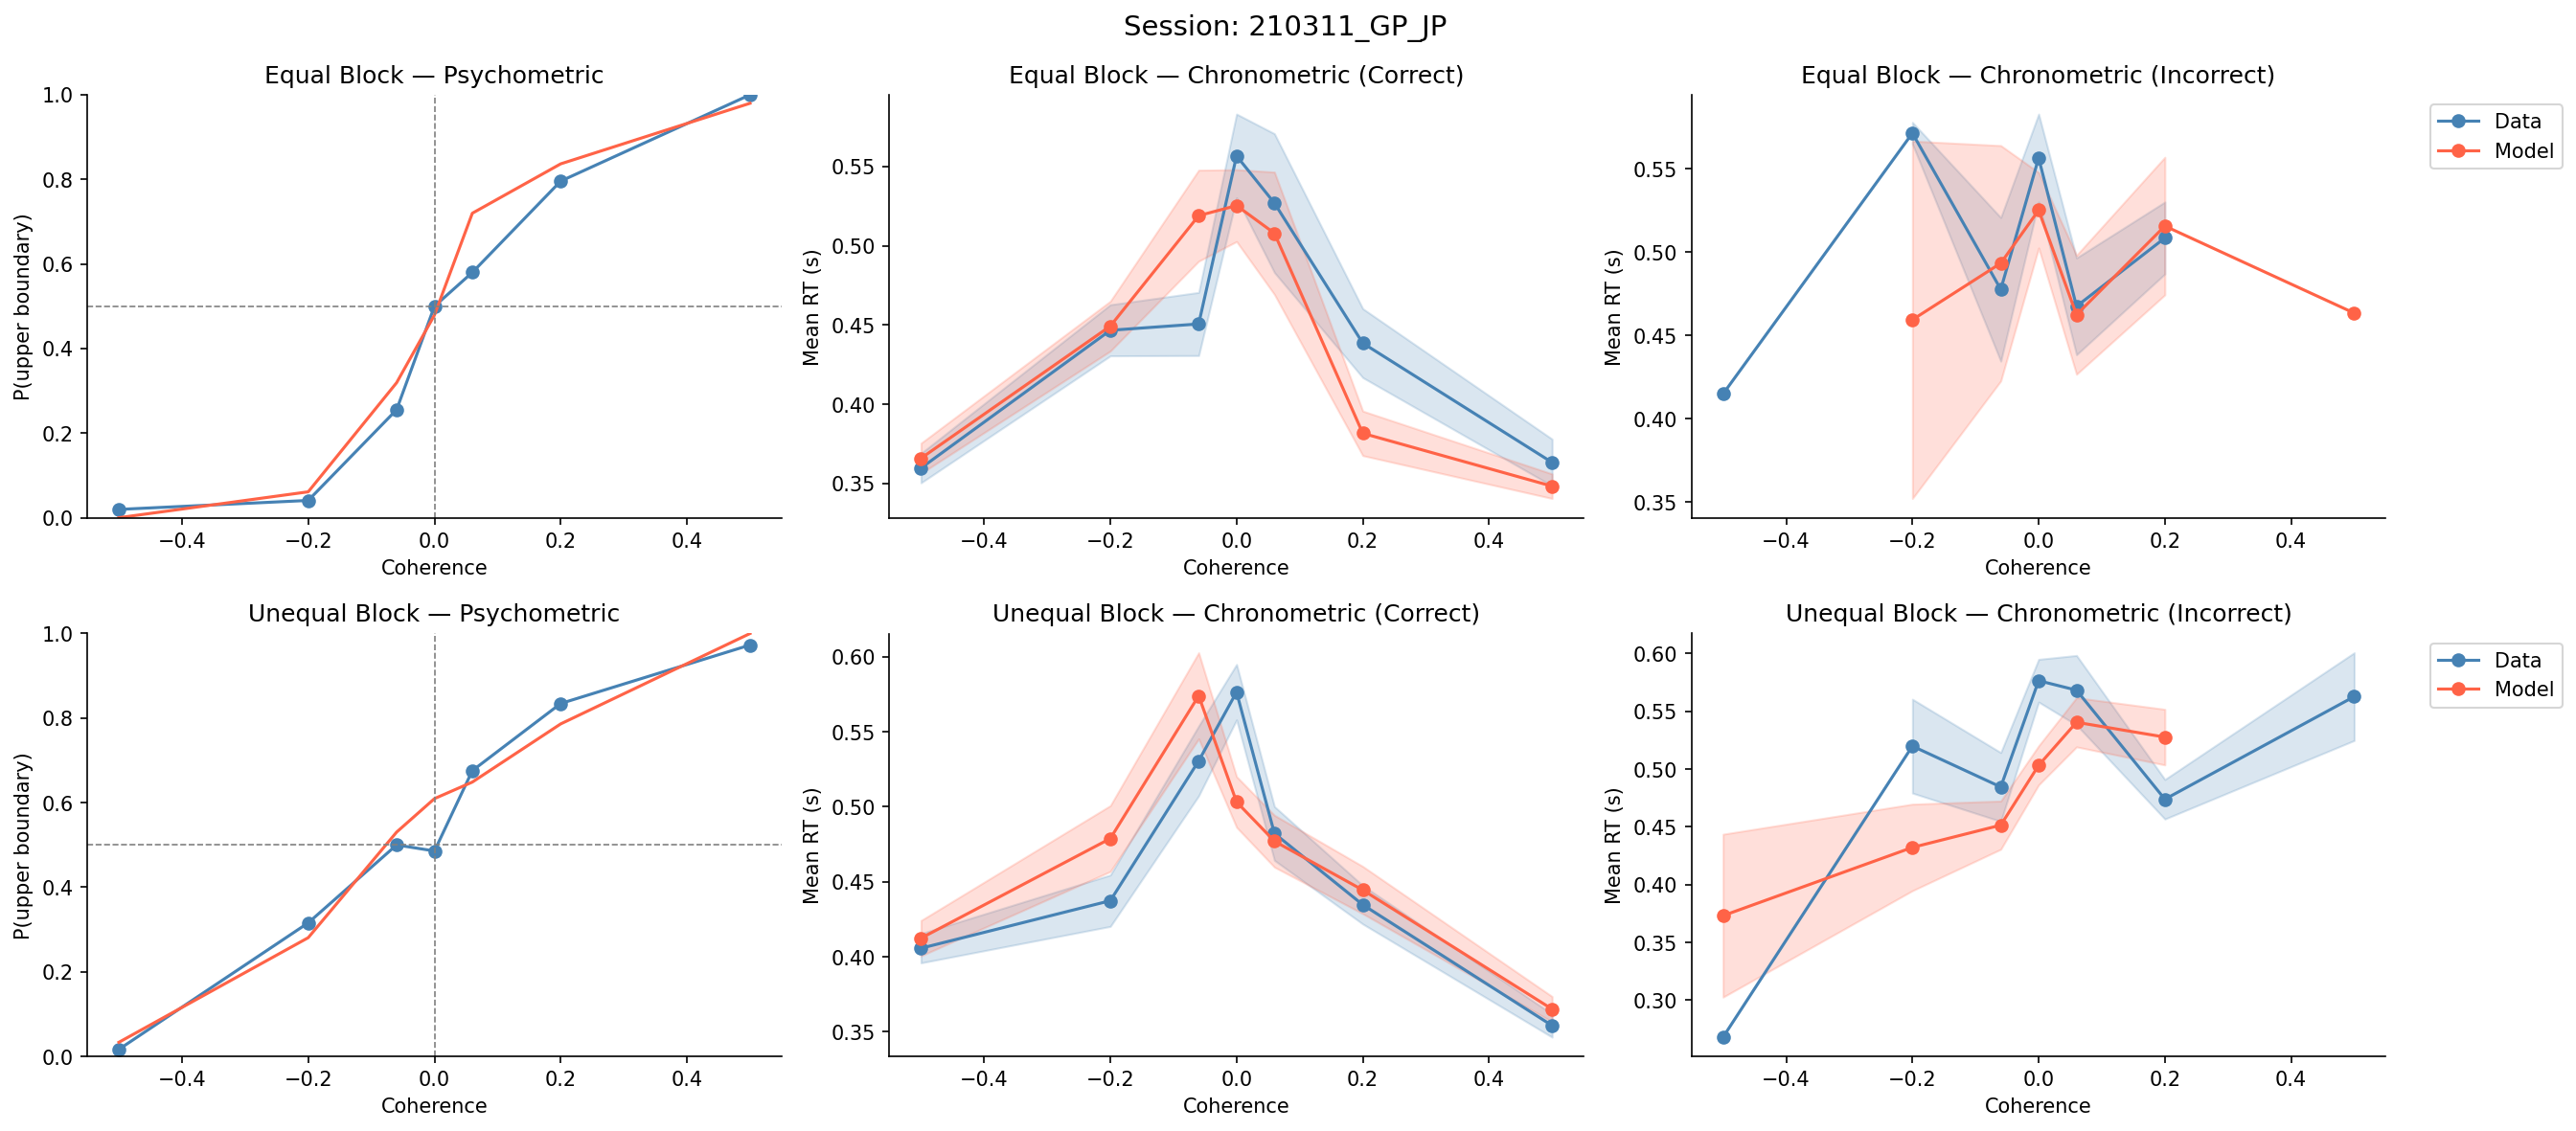 Session: 210311_GP_JP
Equal Block — Psychometric
P(upper boundary)
1.0
0.8
0.6
0.4
0.2
0.0
−0.4 −0.2 0.0 0.2 0.4
Coherence
Equal Block — Chronometric (Correct)
Mean RT (s)
0.55
0.50
0.45
0.40
0.35
−0.4 −0.2 0.0 0.2 0.4
Coherence
Equal Block — Chronometric (Incorrect)
Mean RT (s)
0.55
0.50
0.45
0.40
0.35
−0.4 −0.2 0.0 0.2 0.4
Coherence
Data
Model
Unequal Block — Psychometric
P(upper boundary)
1.0
0.8
0.6
0.4
0.2
0.0
−0.4 −0.2 0.0 0.2 0.4
Coherence
Unequal Block — Chronometric (Correct)
Mean RT (s)
0.60
0.55
0.50
0.45
0.40
0.35
−0.4 −0.2 0.0 0.2 0.4
Coherence
Unequal Block — Chronometric (Incorrect)
Mean RT (s)
0.60
0.55
0.50
0.45
0.40
0.35
0.30
−0.4 −0.2 0.0 0.2 0.4
Coherence
Data
Model